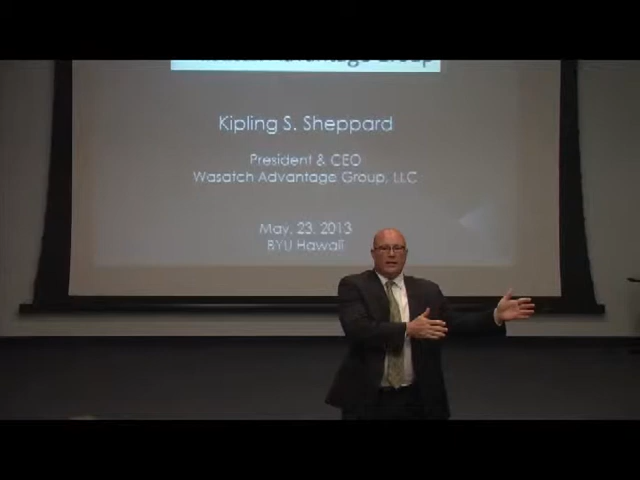 Kipling S. Sheppard
President & CEO
Wasatch Advantage Group, LLC
May, 23, 2013
BYU Hawaii